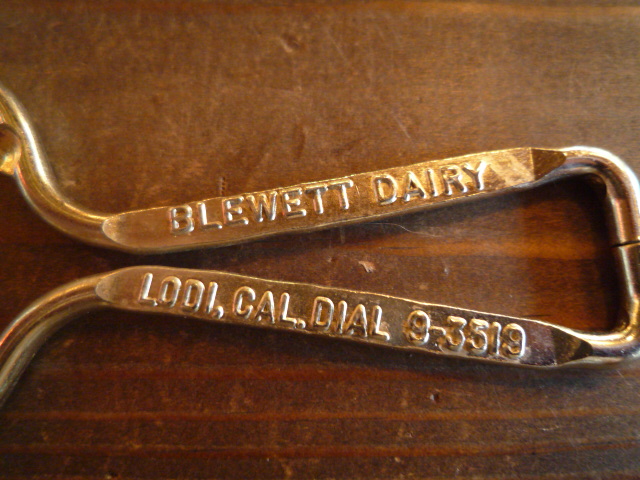 BLEWETT DAIRY
LODI, CAL. DIAL 9-3519